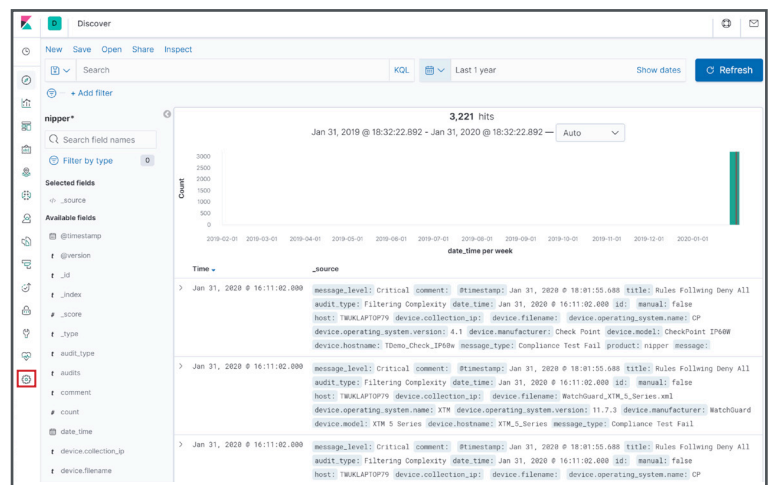 D Discover
New Save Open Share Inspect
Search KQL Last 1 year Show dates Refresh
+ Add filter
nipper*
Search field names
Filter by type 0
Selected fields
_source
Available fields
@timestamp
t @version
t _id
t _index
# _score
t _type
t audit_type
t audits
t comment
# count
date_time
t device.collection_ip
t device.filename
3,221 hits
Jan 31, 2019 @ 18:32:22.892 - Jan 31, 2020 @ 18:32:22.892 — Auto
Count
3000
2500
2000
1500
1000
500
0
2019-02-01 2019-03-01 2019-04-01 2019-05-01 2019-06-01 2019-07-01 2019-08-01 2019-09-01 2019-10-01 2019-11-01 2019-12-01 2020-01-01
date_time per week
Time _source
> Jan 31, 2020 @ 16:11:02.000 message_level: Critical comment: @timestamp: Jan 31, 2020 @ 18:01:55.688 title: Rules Follwing Deny All
audit_type: Filtering Complexity date_time: Jan 31, 2020 @ 16:11:02.000 id: manual: false
host: TWUKLAPTOP79 device.collection_ip: device.filename: device.operating_system.name: CP
device.operating_system.version: 4.1 device.manufacturer: Check Point device.model: CheckPoint IP60W
device.hostname: TDemo_Check_IP60w message_type: Compliance Test Fail product: nipper message:
> Jan 31, 2020 @ 16:11:02.000 message_level: Critical comment: @timestamp: Jan 31, 2020 @ 18:01:55.688 title: Rules Follwing Deny All
audit_type: Filtering Complexity date_time: Jan 31, 2020 @ 16:11:02.000 id: manual: false
host: TWUKLAPTOP79 device.collection_ip: device.filename: WatchGuard_XTM_5_Series.xml
device.operating_system.name: XTM device.operating_system.version: 11.7.3 device.manufacturer: WatchGuard
device.model: XTM 5 Series device.hostname: XTM_5_Series message_type: Compliance Test Fail
> Jan 31, 2020 @ 16:11:02.000 message_level: Critical comment: @timestamp: Jan 31, 2020 @ 18:01:55.688 title: Rules Follwing Deny All
audit_type: Filtering Complexity date_time: Jan 31, 2020 @ 16:11:02.000 id: manual: false
host: TWUKLAPTOP79 device.collection_ip: device.filename: device.operating_system.name: CP